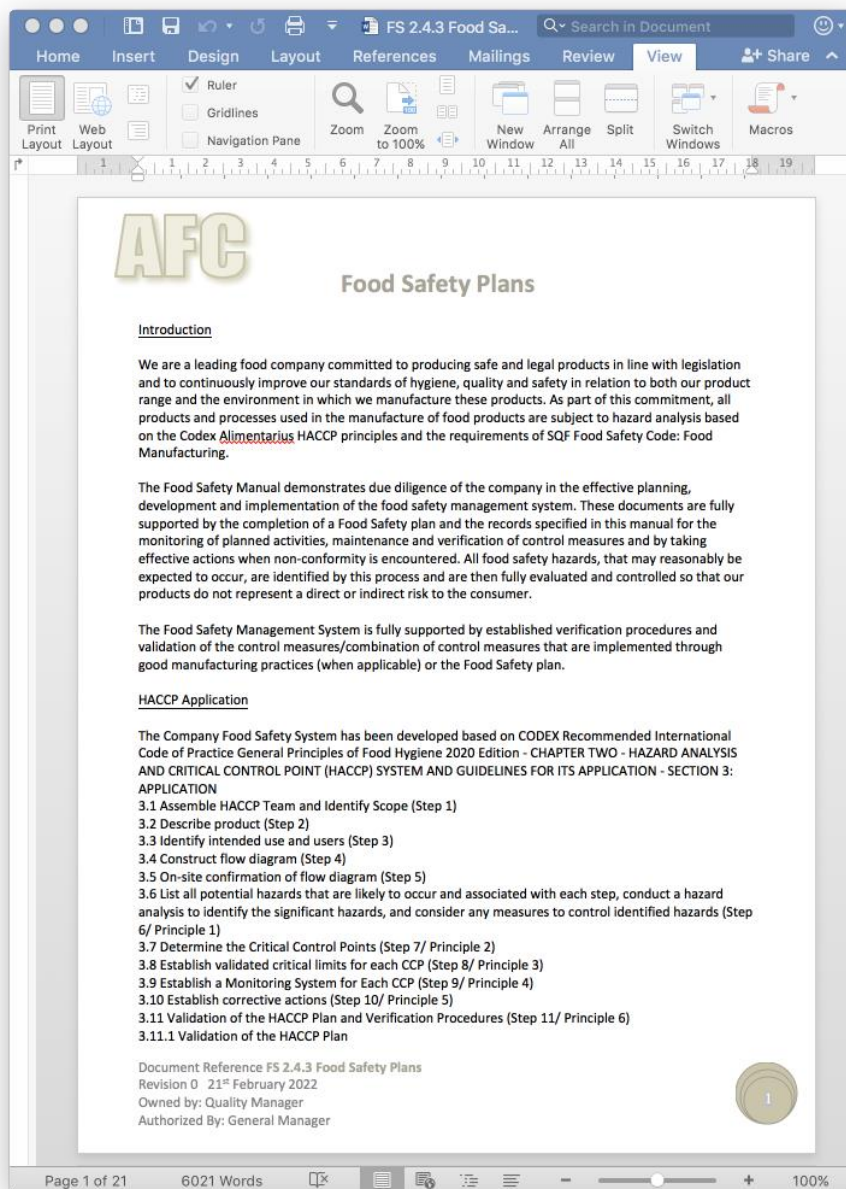 FS 2.4.3 Food Sa...
Search in Document
Home Insert Design Layout References Mailings Review View Share
Ruler
Gridlines
Navigation Pane
Print Layout
Web Layout
Zoom
Zoom to 100%
New Window
Arrange All
Split
Switch Windows
Macros
1 1 2 3 4 5 6 7 8 9 10 11 12 13 14 15 16 17 18 19
AFC
Food Safety Plans
Introduction
We are a leading food company committed to producing safe and legal products in line with legislation
and to continuously improve our standards of hygiene, quality and safety in relation to both our product
range and the environment in which we manufacture these products. As part of this commitment, all
products and processes used in the manufacture of food products are subject to hazard analysis based
on the Codex Alimentarius HACCP principles and the requirements of SQF Food Safety Code: Food
Manufacturing.
The Food Safety Manual demonstrates due diligence of the company in the effective planning,
development and implementation of the food safety management system. These documents are fully
supported by the completion of a Food Safety plan and the records specified in this manual for the
monitoring of planned activities, maintenance and verification of control measures and by taking
effective actions when non-conformity is encountered. All food safety hazards, that may reasonably be
expected to occur, are identified by this process and are then fully evaluated and controlled so that our
products do not represent a direct or indirect risk to the consumer.
The Food Safety Management System is fully supported by established verification procedures and
validation of the control measures/combination of control measures that are implemented through
good manufacturing practices (when applicable) or the Food Safety plan.
HACCP Application
The Company Food Safety System has been developed based on CODEX Recommended International
Code of Practice General Principles of Food Hygiene 2020 Edition - CHAPTER TWO - HAZARD ANALYSIS
AND CRITICAL CONTROL POINT (HACCP) SYSTEM AND GUIDELINES FOR ITS APPLICATION - SECTION 3:
APPLICATION
3.1 Assemble HACCP Team and Identify Scope (Step 1)
3.2 Describe product (Step 2)
3.3 Identify intended use and users (Step 3)
3.4 Construct flow diagram (Step 4)
3.5 On-site confirmation of flow diagram (Step 5)
3.6 List all potential hazards that are likely to occur and associated with each step, conduct a hazard
analysis to identify the significant hazards, and consider any measures to control identified hazards (Step
6/ Principle 1)
3.7 Determine the Critical Control Points (Step 7/ Principle 2)
3.8 Establish validated critical limits for each CCP (Step 8/ Principle 3)
3.9 Establish a Monitoring System for Each CCP (Step 9/ Principle 4)
3.10 Establish corrective actions (Step 10/ Principle 5)
3.11 Validation of the HACCP Plan and Verification Procedures (Step 11/ Principle 6)
3.11.1 Validation of the HACCP Plan
Document Reference FS 2.4.3 Food Safety Plans
Revision 0 21st February 2022
Owned by: Quality Manager
Authorized By: General Manager
1
Page 1 of 21 6021 Words 100%